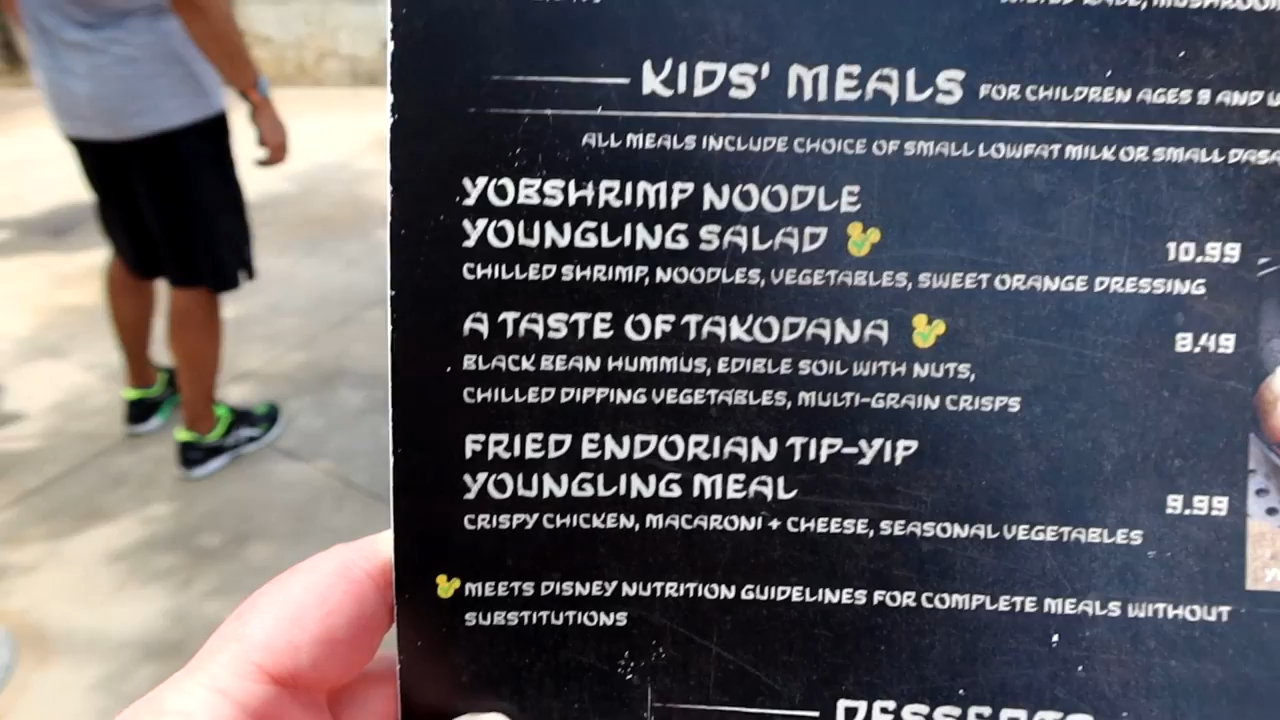 KIDS' MEALS FOR CHILDREN AGES 9 AND
ALL MEALS INCLUDE CHOICE OF SMALL LOWFAT MILK OR SMALL
YOBSHRIMP NOODLE
YOUNGLING SALAD 10.99
CHILLED SHRIMP, NOODLES, VEGETABLES, SWEET ORANGE DRESSING
A TASTE OF TAKODANA 8.49
BLACK BEAN HUMMUS, EDIBLE SOIL WITH NUTS,
CHILLED DIPPING VEGETABLES, MULTI-GRAIN CRISPS
FRIED ENDORIAN TIP-YIP
YOUNGLING MEAL 9.99
CRISPY CHICKEN, MACARONI + CHEESE, SEASONAL VEGETABLES
MEETS DISNEY NUTRITION GUIDELINES FOR COMPLETE MEALS WITHOUT
SUBSTITUTIONS
DESSERTS